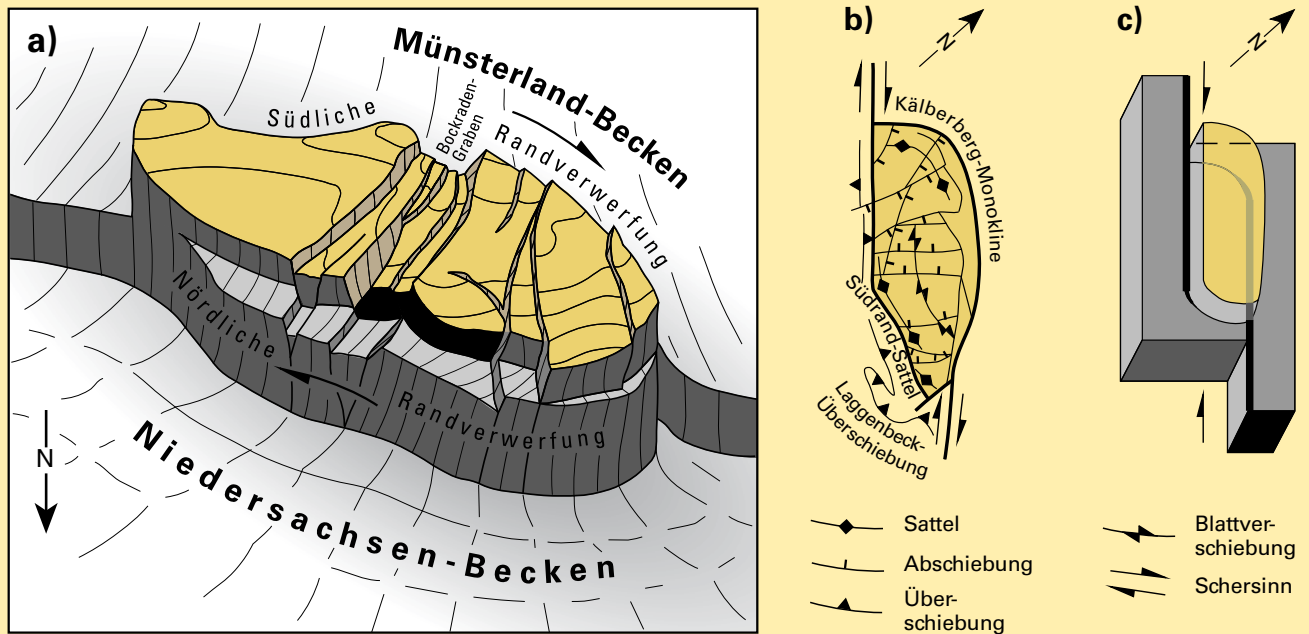 a)
Münsterland-Becken
Südliche
Bockraden-
Graben
Randverwerfung
Nördliche
Randverwerfung
N
Niedersachsen-Becken
b)
N
Kälberberg-Monokline
Südrand-Sattel
Laggenbeck-
Überschiebung
Sattel
Abschiebung
Über-
schiebung
c)
N
Blattver-
schiebung
Schersinn